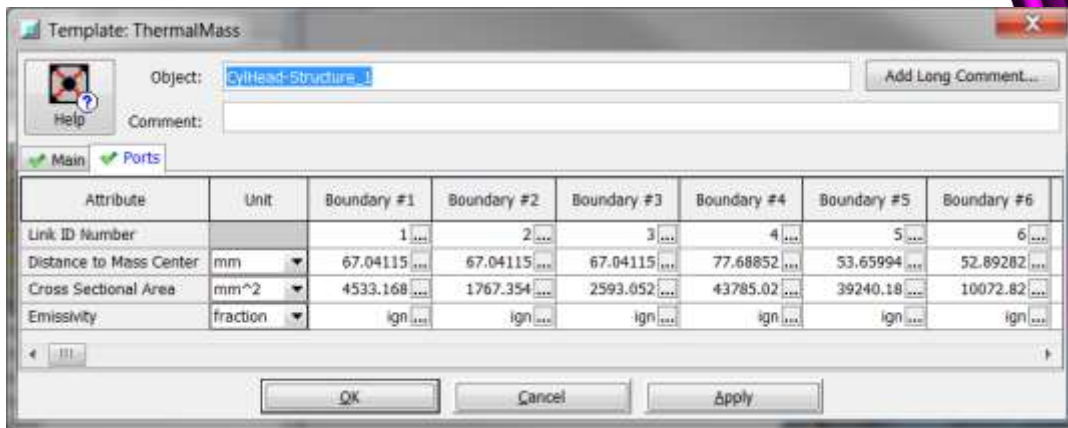 Template: ThermalMass
Object: CylHead-Structure_1 Add Long Comment...
Help Comment:
Main Ports
Attribute Unit Boundary #1 Boundary #2 Boundary #3 Boundary #4 Boundary #5 Boundary #6
Link ID Number 1 ... 2 ... 3 ... 4 ... 5 ... 6 ...
Distance to Mass Center mm 67.04115 ... 67.04115 ... 67.04115 ... 77.68852 ... 53.65994 ... 52.89282 ...
Cross Sectional Area mm^2 4533.168 ... 1767.354 ... 2593.052 ... 43785.02 ... 39240.18 ... 10072.82 ...
Emissivity fraction ign ... ign ... ign ... ign ... ign ... ign ...
OK Cancel Apply